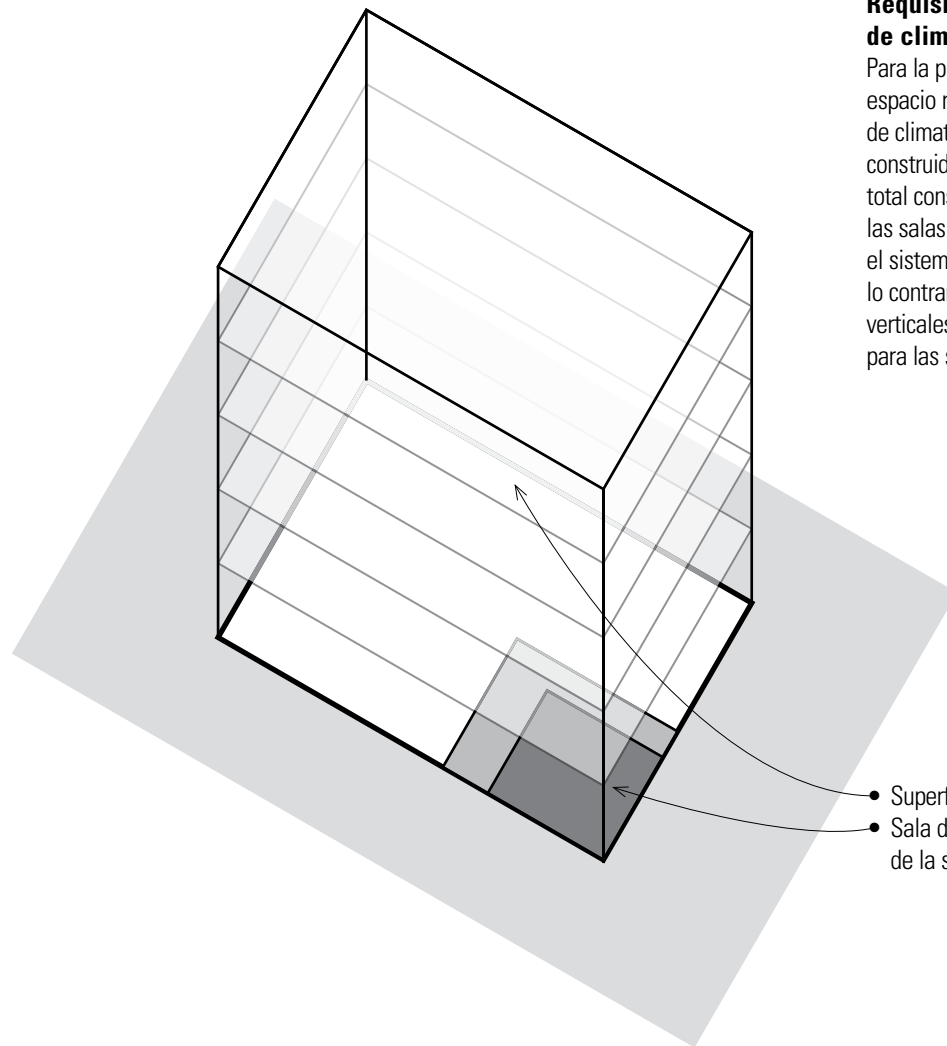 de clim
Para la p
espacio
de climat
construid
total cons
las salas
el sistem
lo contrar
verticales
para las
Superf
Sala d
de la